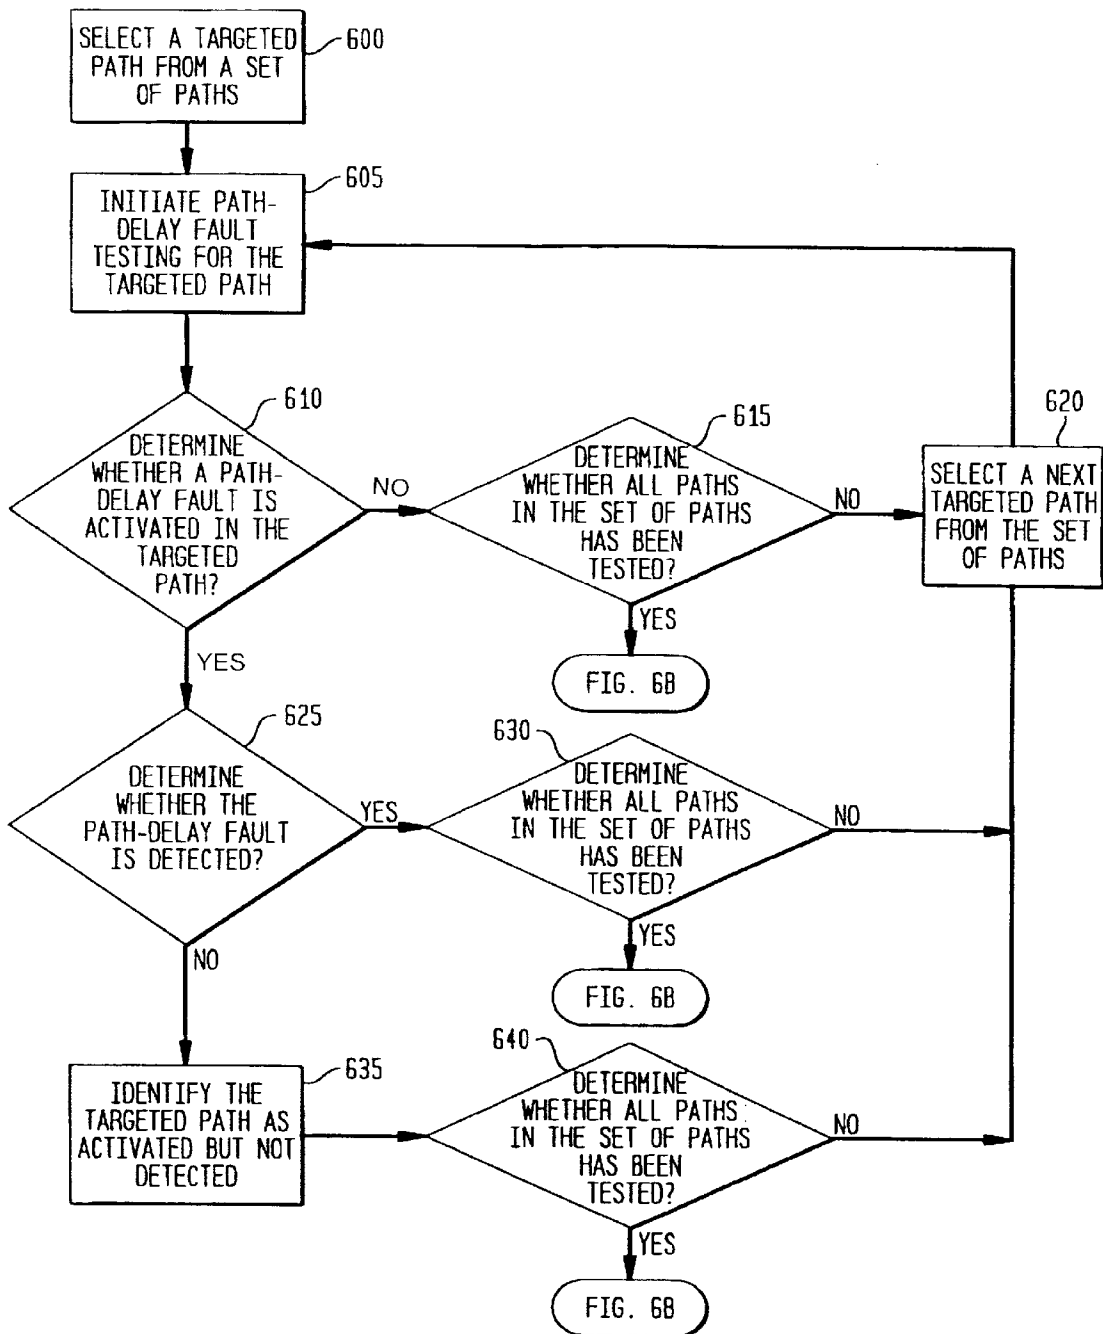 SELECT A TARGETED
PATH FROM A SET
OF PATHS
600
INITIATE PATH-
DELAY FAULT
TESTING FOR THE
TARGETED PATH
605
DETERMINE
WHETHER A PATH-
DELAY FAULT IS
ACTIVATED IN THE
TARGETED
PATH?
610
NO
YES
DETERMINE
WHETHER ALL PATHS
IN THE SET OF PATHS
HAS BEEN
TESTED?
615
NO
YES
FIG. 6B
620
SELECT A NEXT
TARGETED PATH
FROM THE SET
OF PATHS
625
DETERMINE
WHETHER THE
PATH-DELAY FAULT
IS DETECTED?
YES
NO
630
DETERMINE
WHETHER ALL PATHS
IN THE SET OF PATHS
HAS BEEN
TESTED?
NO
YES
FIG. 6B
635
IDENTIFY THE
TARGETED PATH AS
ACTIVATED BUT NOT
DETECTED
640
DETERMINE
WHETHER ALL PATHS
IN THE SET OF PATHS
HAS BEEN
TESTED?
NO
YES
FIG. 6B